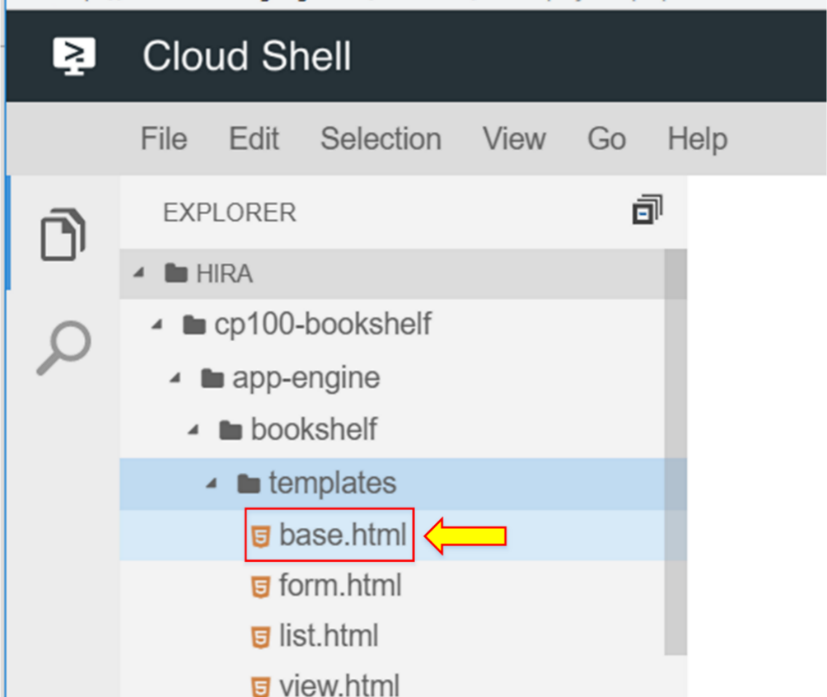 Cloud Shell
File Edit Selection View Go Help
EXPLORER
HIRA
cp100-bookshelf
app-engine
bookshelf
templates
base.html
form.html
list.html
view.html